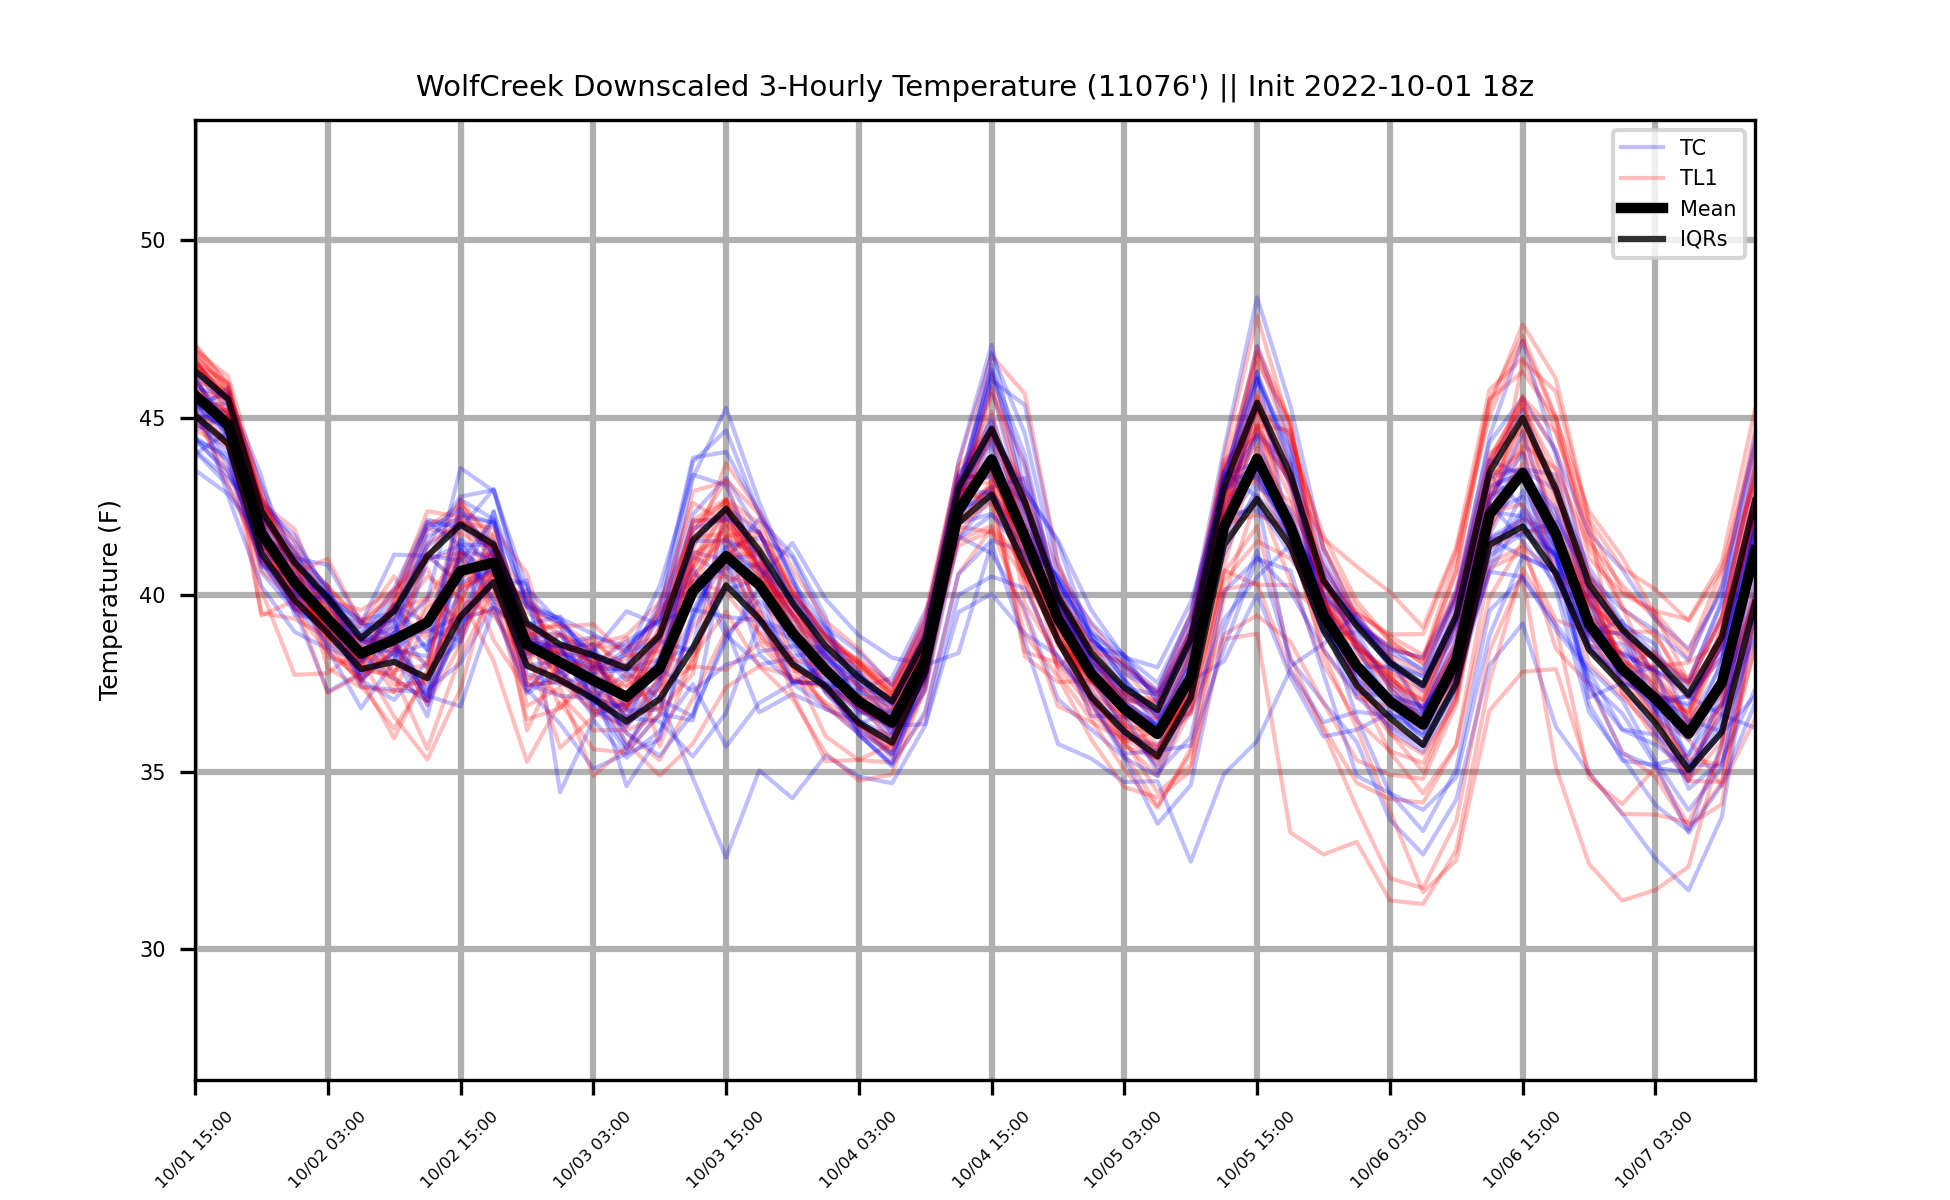 WolfCreek Downscaled 3-Hourly Temperature (11076') || Init 2022-10-01 18z
TC
TL1
Mean
IQRs
Temperature (F)
50
45
40
35
30
10/01 15:00
10/02 03:00
10/02 15:00
10/03 03:00
10/03 15:00
10/04 03:00
10/04 15:00
10/05 03:00
10/05 15:00
10/06 03:00
10/06 15:00
10/07 03:00